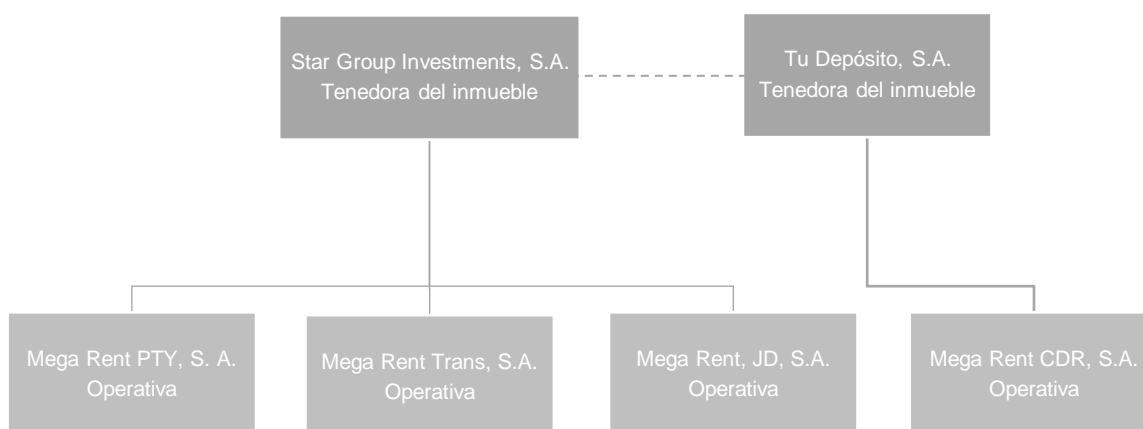 Star Group Investments, S.A.
Tenedora del inmueble
Tu Depósito, S.A.
Tenedora del inmueble
Mega Rent PTY, S. A.
Operativa
Mega Rent Trans, S.A.
Operativa
Mega Rent, JD, S.A.
Operativa
Mega Rent CDR, S.A.
Operativa